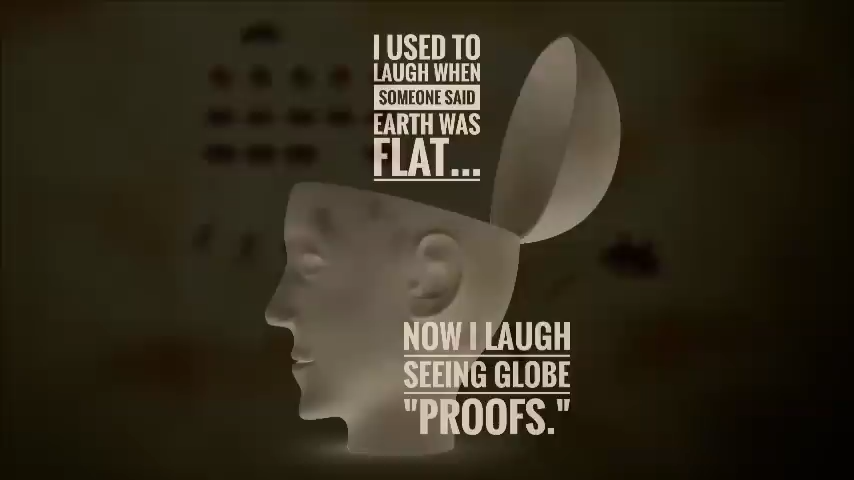 I USED TO
LAUGH WHEN
SOMEONE SAID
EARTH WAS
FLAT...
NOW I LAUGH
SEEING GLOBE
"PROOFS."